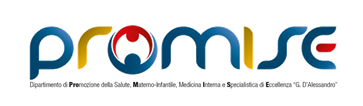 PROMISE
Dipartimento di Promozione della Salute, Materno-Infantile, Medicina Interna e Specialistica di Eccellenza "G. D'Alessandro"